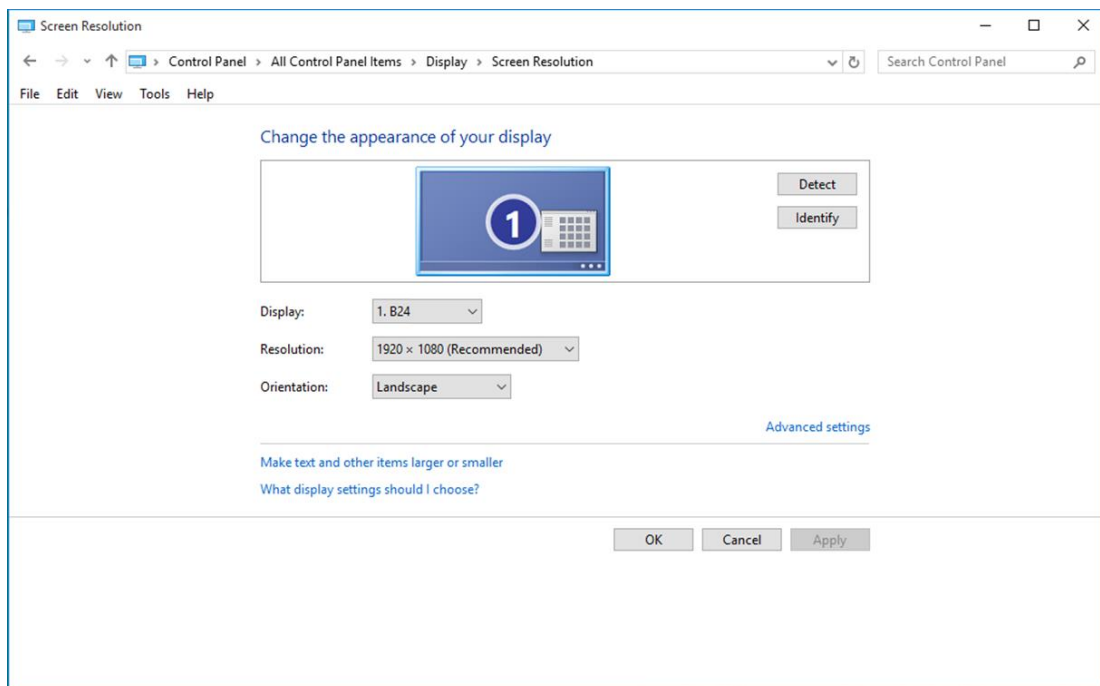 Screen Resolution
Control Panel > All Control Panel Items > Display > Screen Resolution
Search Control Panel
File Edit View Tools Help
Change the appearance of your display
1
Detect
Identify
Display: 1. B24
Resolution: 1920 × 1080 (Recommended)
Orientation: Landscape
Advanced settings
Make text and other items larger or smaller
What display settings should I choose?
OK Cancel Apply